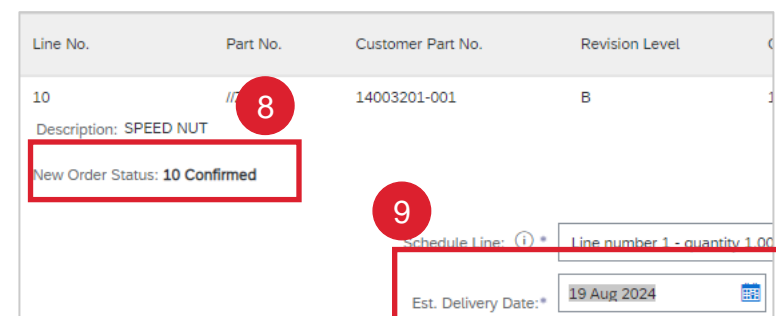 Line No. Part No. Customer Part No. Revision Level
10 14003201-001 B
8
Description: SPEED NUT
New Order Status: 10 Confirmed
9
Schedule Line: ⓘ * Line number 1 - quantity 1.00
Est. Delivery Date:* 19 Aug 2024